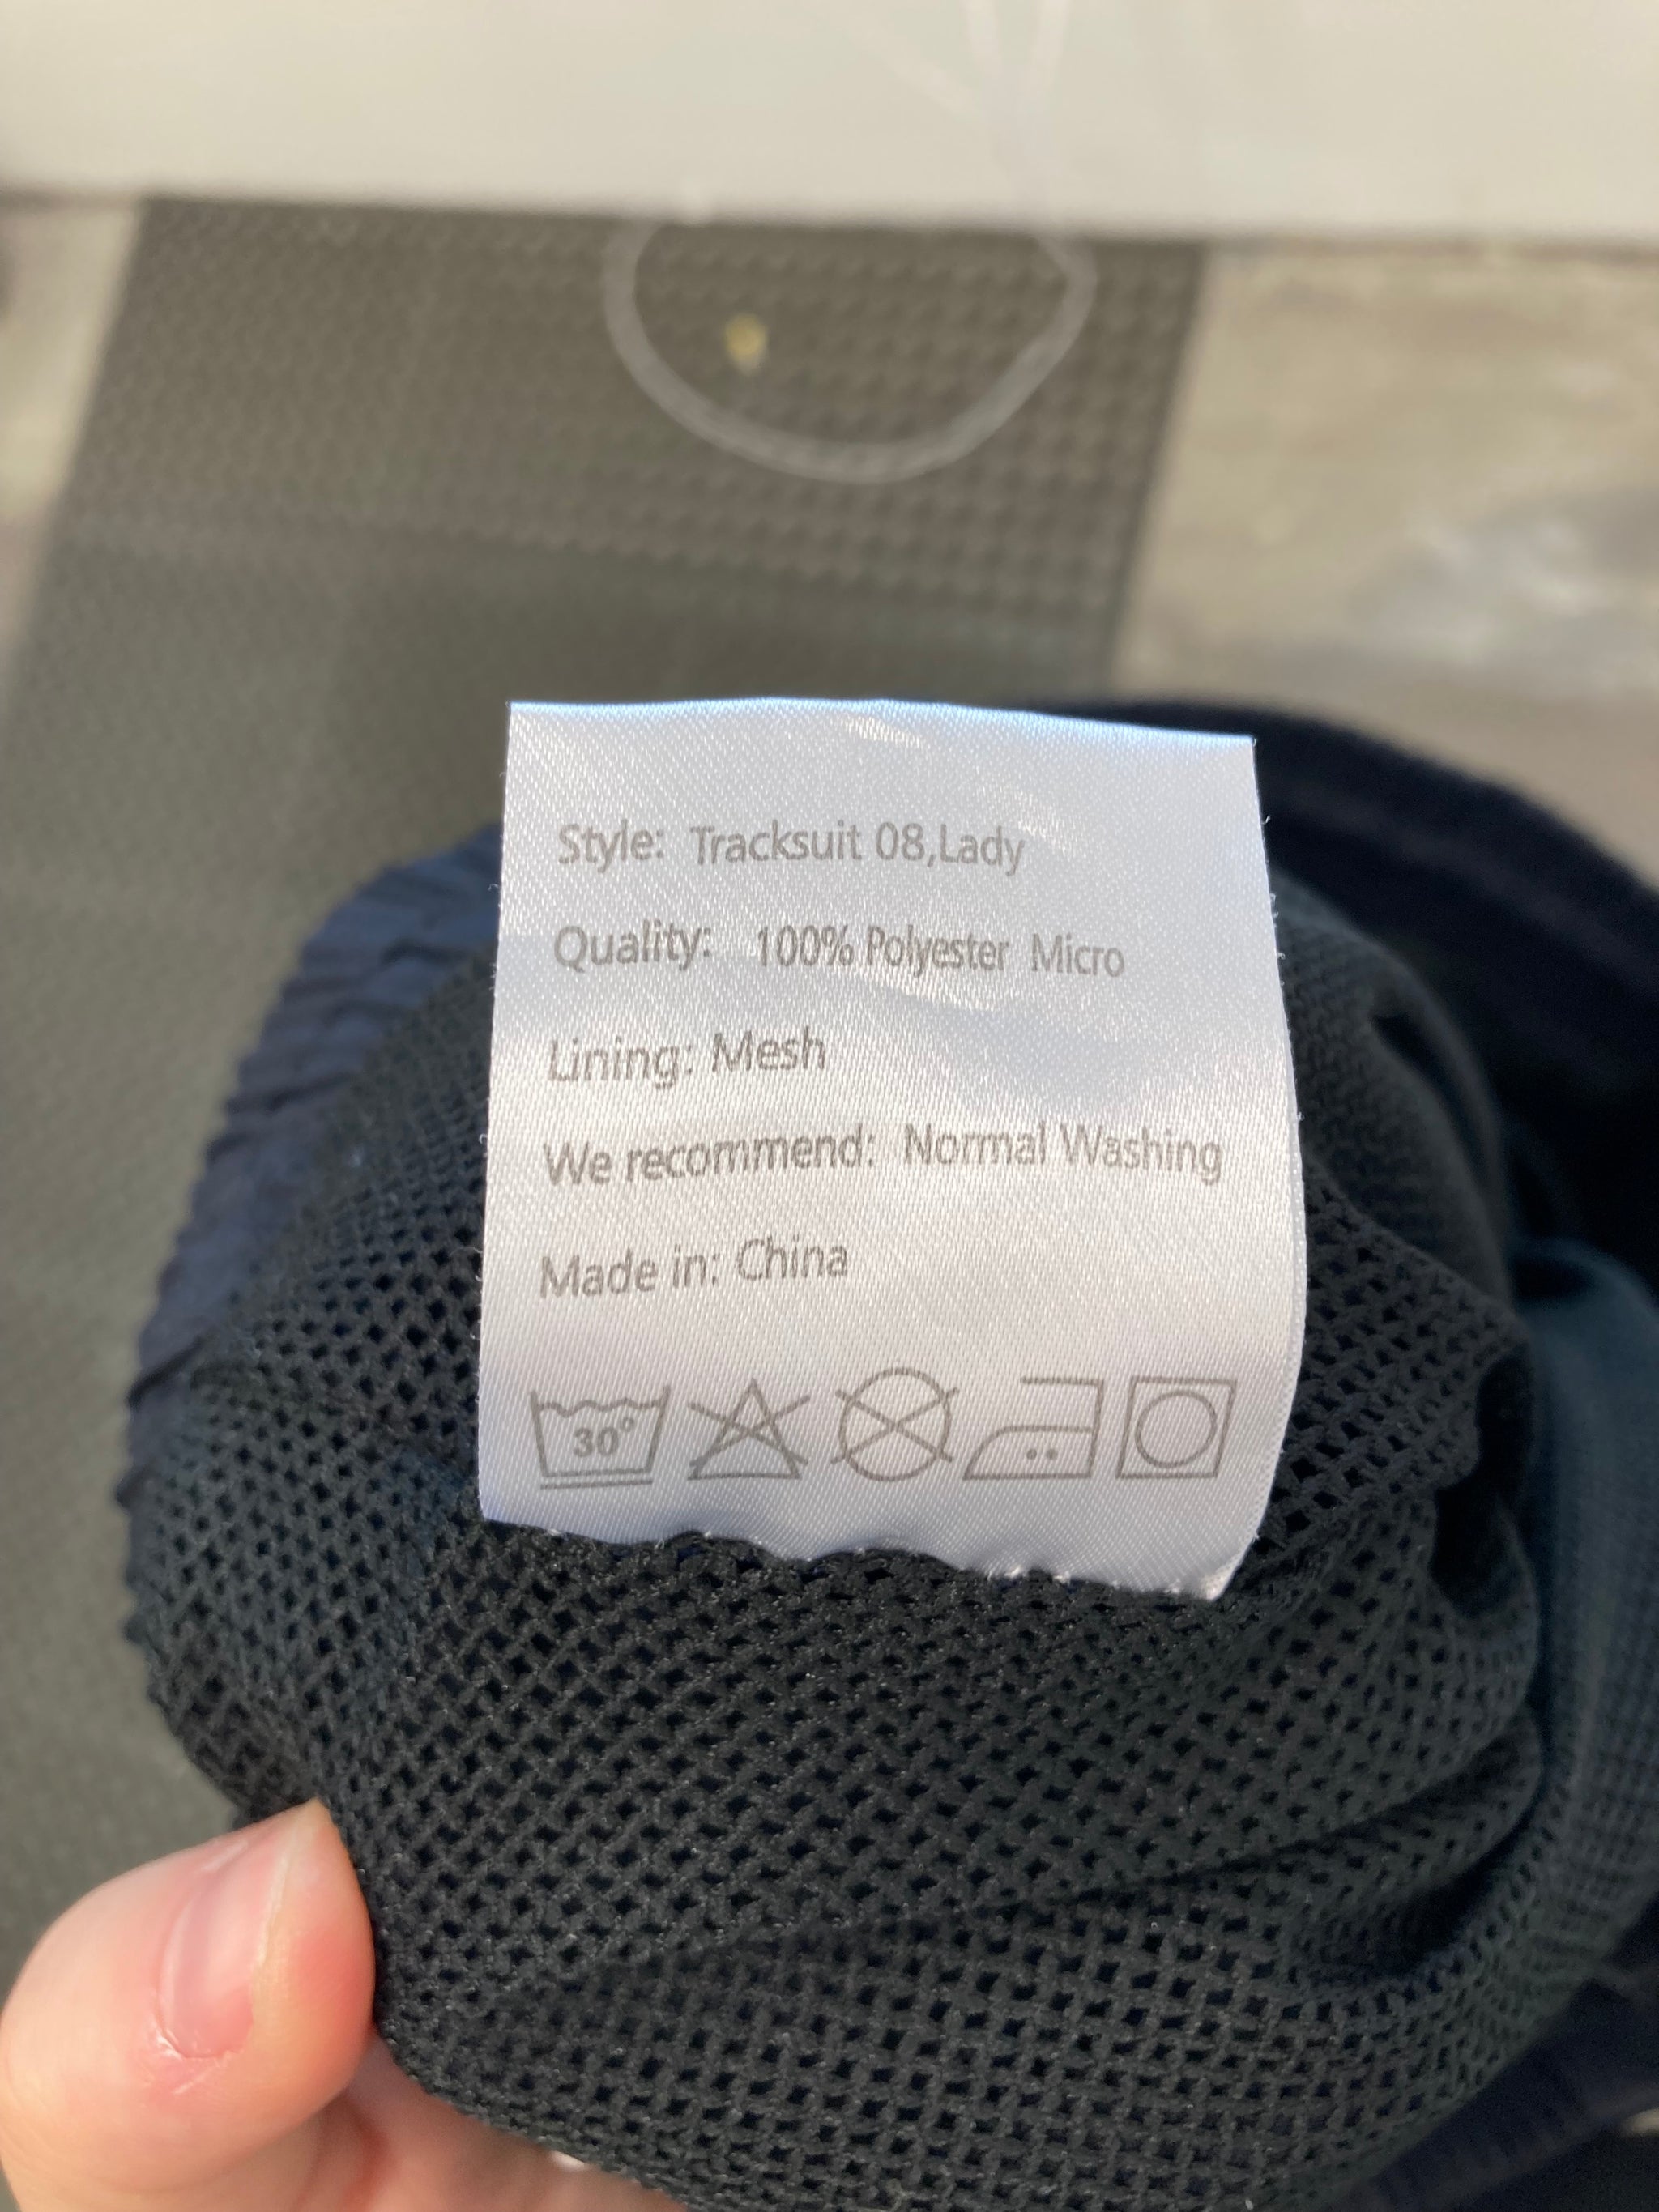 Style: Tracksuit 08,Lady
Quality: 100% Polyester Micro
Lining: Mesh
We recommend: Normal Washing
Made in: China
30°